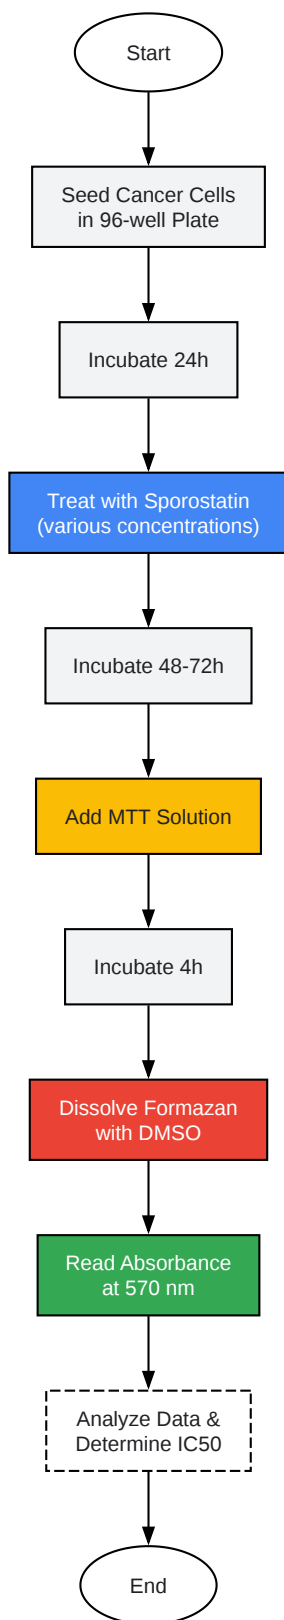 Start
Seed Cancer Cells
in 96-well Plate
Incubate 24h
Treat with Sporostatin
(various concentrations)
Incubate 48-72h
Add MTT Solution
Incubate 4h
Dissolve Formazan
with DMSO
Read Absorbance
at 570 nm
Analyze Data &
Determine IC50
End